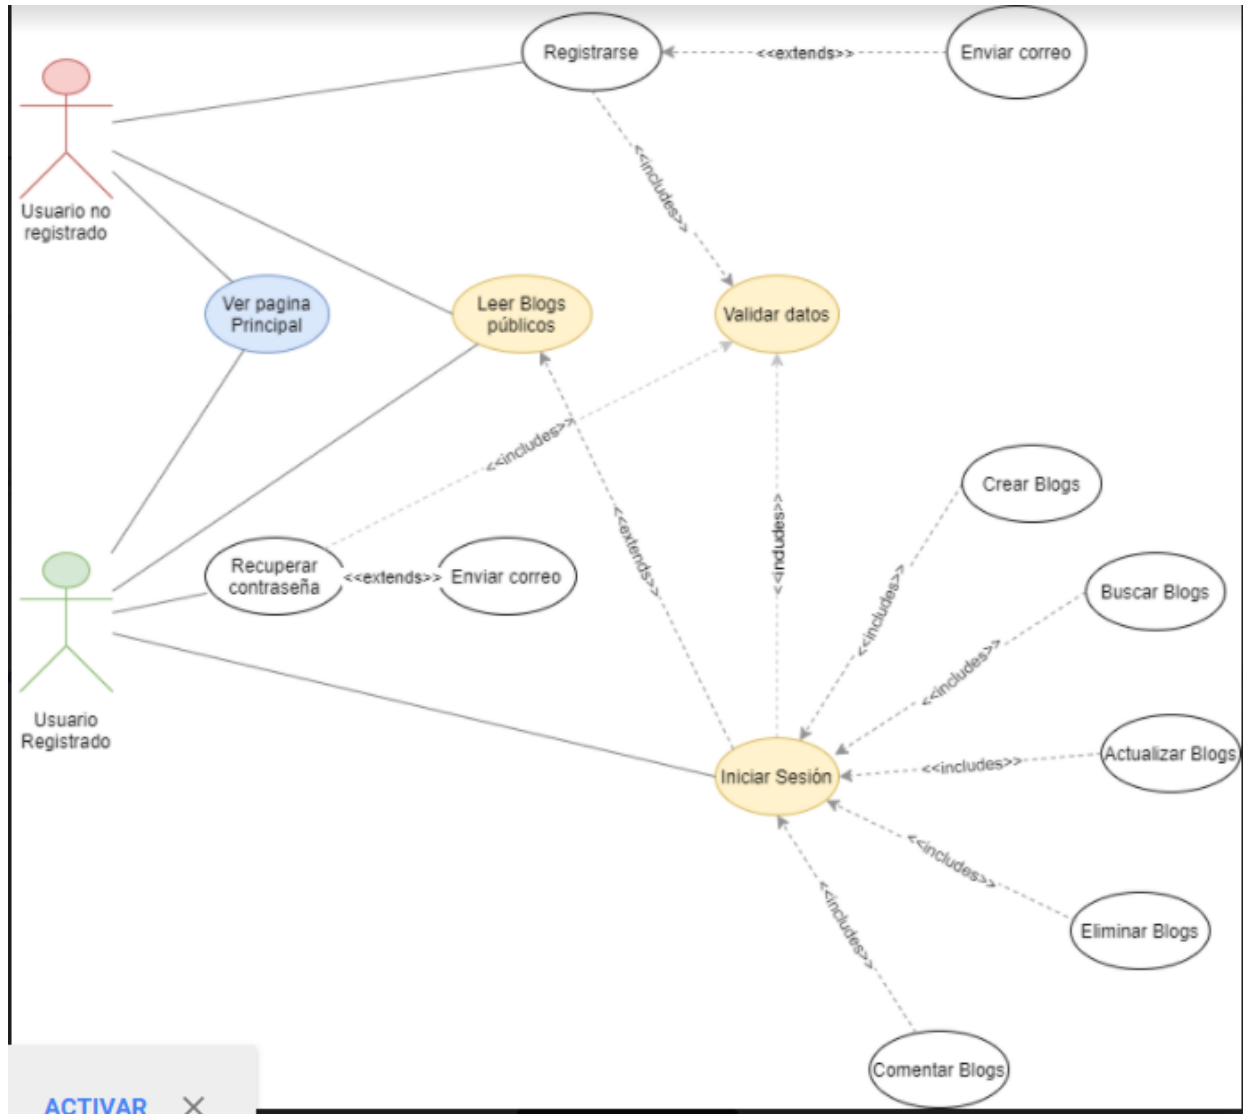 Registrarse
<<extends>>
Enviar correo
<<includes>>
Usuario no
registrado
Ver pagina
Principal
Leer Blogs
públicos
Validar datos
<<includes>>
<<extends>>
<<includes>>
Crear Blogs
Recuperar
contraseña
<<extends>>
Enviar correo
<<includes>>
Buscar Blogs
<<includes>>
Usuario
Registrado
Iniciar Sesión
<<includes>>
Actualizar Blogs
<<includes>>
Eliminar Blogs
<<includes>>
Comentar Blogs
ACTIVAR